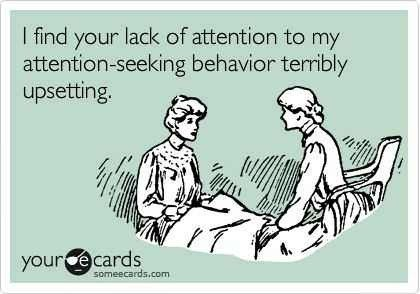 I find your lack of attention to my
attention-seeking behavior terribly
upsetting.
your e cards
someecards.com